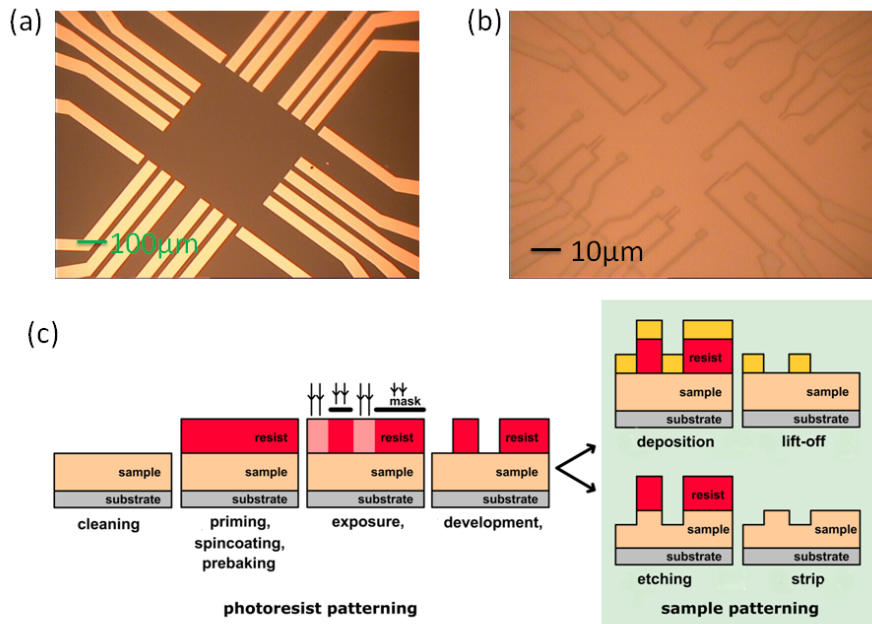 (a)
100µm
(b)
10µm
(c)
mask
resist
sample
substrate
cleaning
resist
sample
substrate
priming,
spincoating,
prebaking
resist
sample
substrate
exposure,
resist
sample
substrate
development,
photoresist patterning
resist
sample
substrate
deposition
sample
substrate
lift-off
resist
sample
substrate
etching
sample
substrate
strip
sample patterning